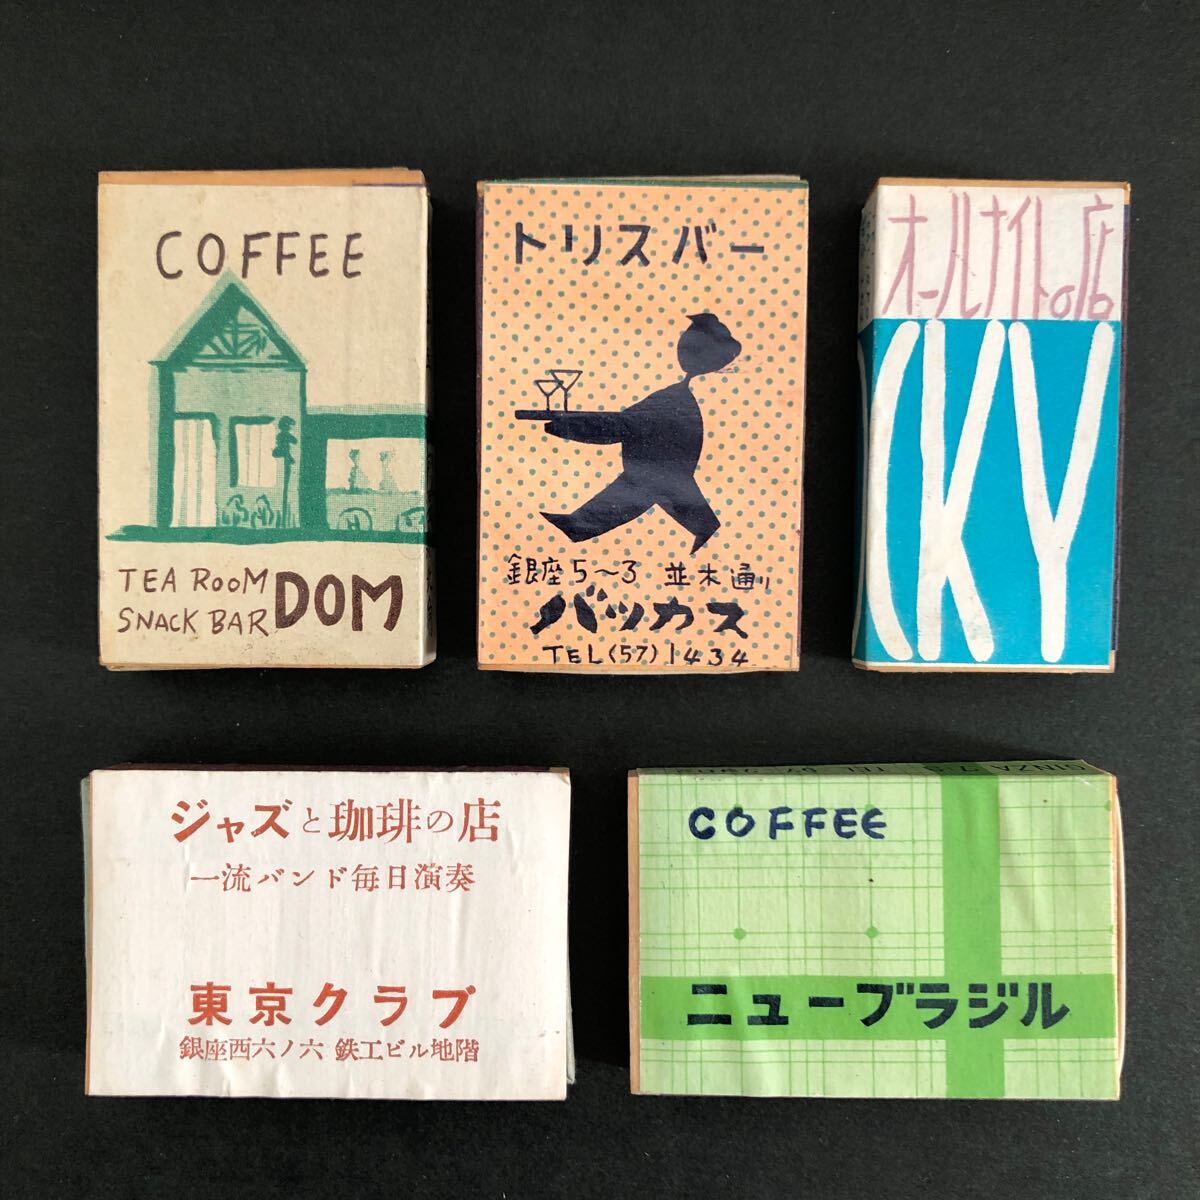 COFFEE
TEA ROOM
SNACK BAR DOM
トリスバー
銀座5〜3 並木通り
バッカス
TEL(57)1434
オールナイトの店
CKY
ジャズと珈琲の店
一流バンド毎日演奏
東京クラブ
銀座西六ノ六 鉄工ビル地階
COFFEE
ニューブラジル